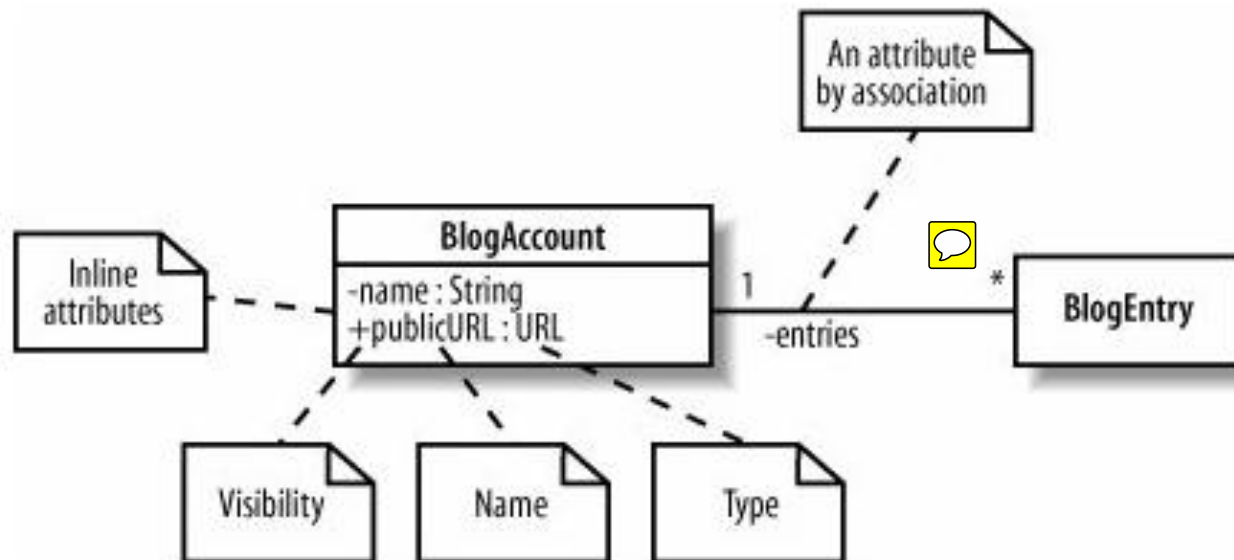 An attribute
by association
BlogAccount
Inline
attributes
-name : String
+publicURL : URL
1
*
-entries
BlogEntry
Visibility
Name
Type